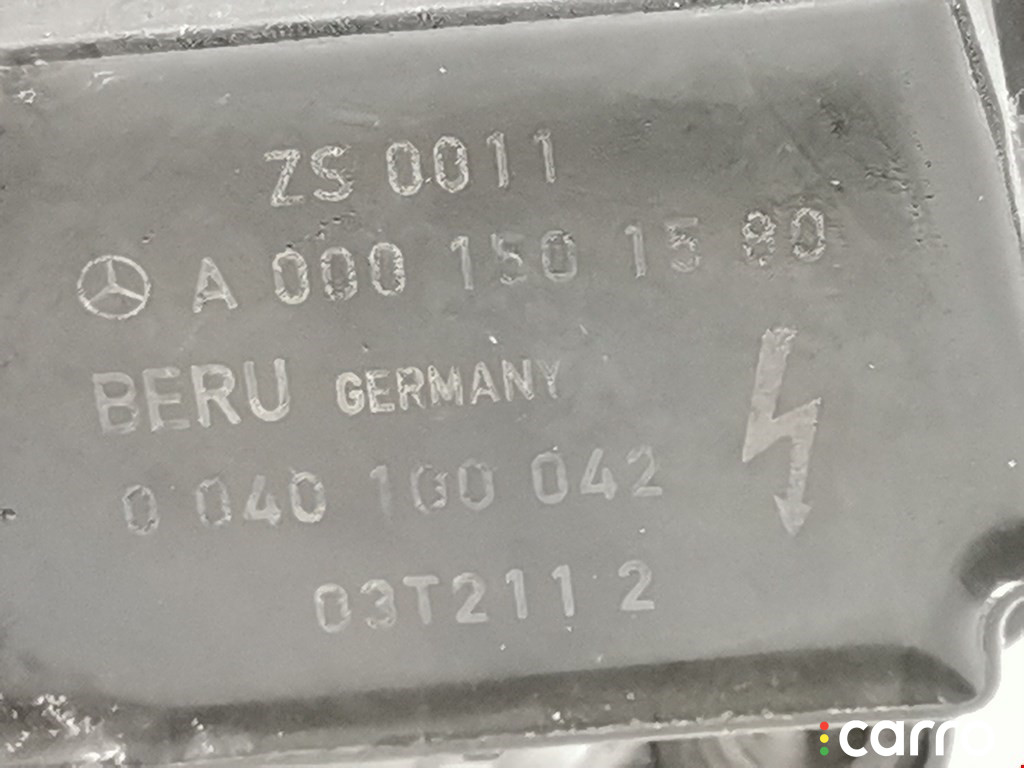 ZS 0011
A 000 150 15 80
BERU GERMANY
0 040 100 042
03T211 2
carro